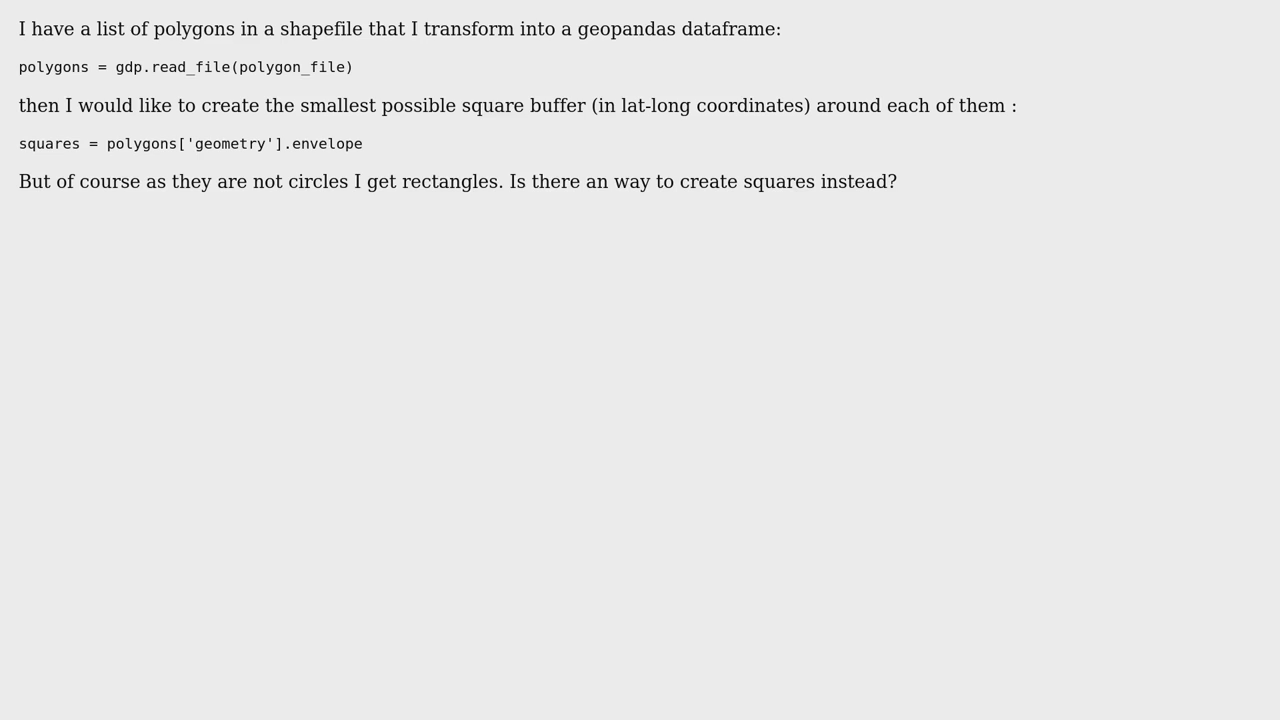 I have a list of polygons in a shapefile that I transform into a geopandas dataframe:
polygons = gdp.read_file(polygon_file)
then I would like to create the smallest possible square buffer (in lat-long coordinates) around each of them :
squares = polygons['geometry'].envelope
But of course as they are not circles I get rectangles. Is there an way to create squares instead?